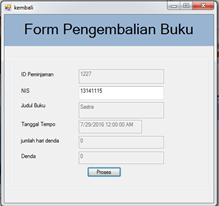 kembali
Form Pengembalian Buku
ID Peminjaman 1227
NIS 13141115
Judul Buku Sastra
Tanggal Tempo 7/29/2016 12:00:00 AM
jumlah hari denda 0
Denda 0
Proses